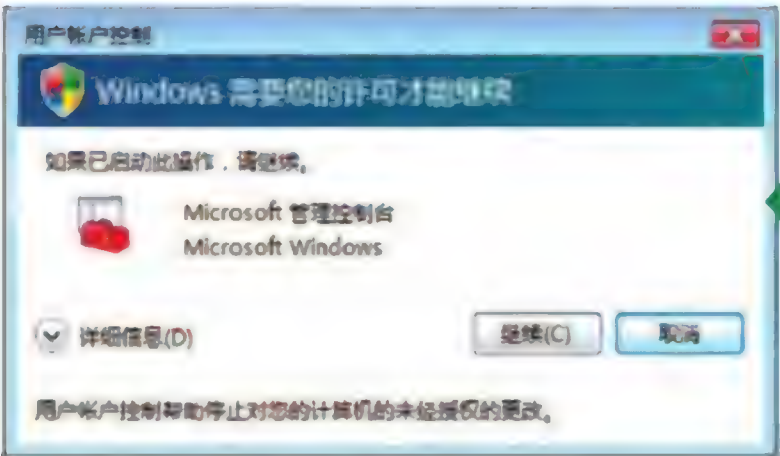 用户帐户控制
Windows 需要您的许可才能继续
如果已启动此操作，请继续。
Microsoft 管理控制台
Microsoft Windows
详细信息(D)
继续(C)
取消
用户帐户控制帮助停止对您的计算机的未经授权的更改。